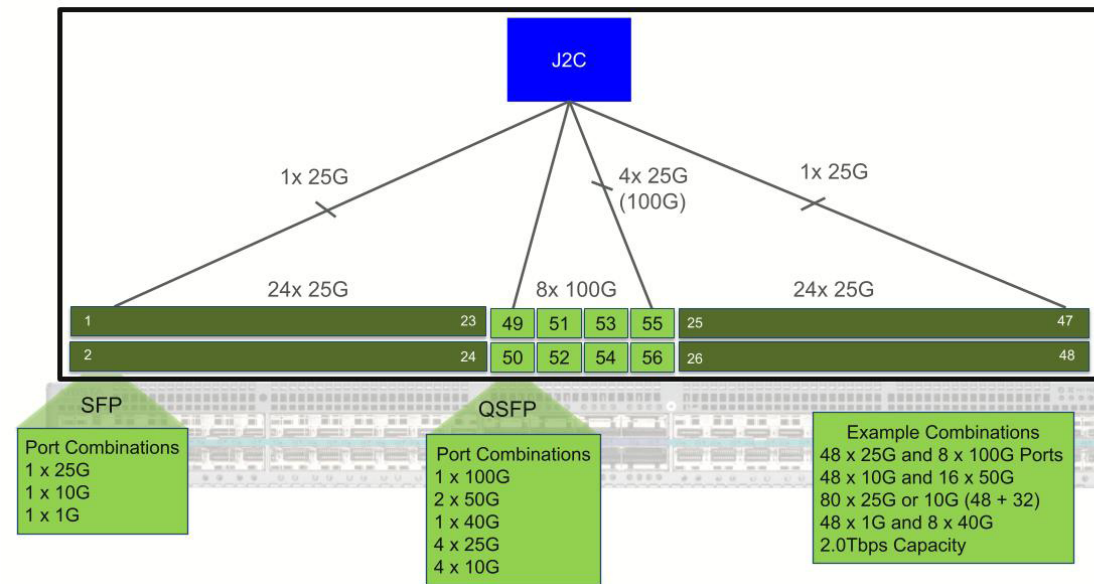 J2C
1x 25G
4x 25G
(100G)
1x 25G
24x 25G
8x 100G
24x 25G
1
23
49
51
53
55
25
47
2
24
50
52
54
56
26
48
SFP
QSFP
Port Combinations
1 x 25G
1 x 10G
1 x 1G
Port Combinations
1 x 100G
2 x 50G
1 x 40G
4 x 25G
4 x 10G
Example Combinations
48 x 25G and 8 x 100G Ports
48 x 10G and 16 x 50G
80 x 25G or 10G (48 + 32)
48 x 1G and 8 x 40G
2.0Tbps Capacity